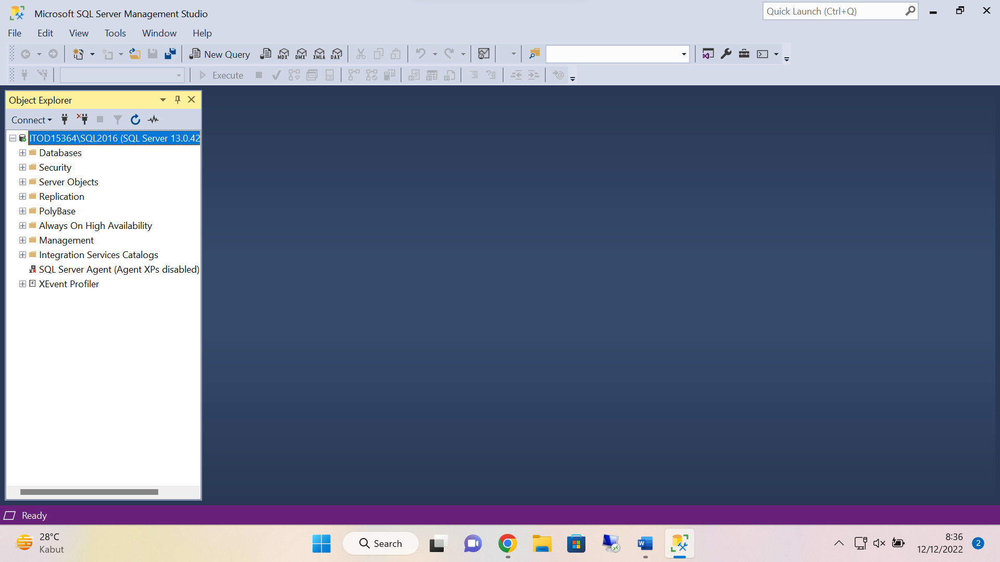 Microsoft SQL Server Management Studio
Quick Launch (Ctrl+Q)
File Edit View Tools Window Help
New Query MDX DMX XMLA DAX
Execute
Object Explorer
Connect
ITOD15364\SQL2016 (SQL Server 13.0.42
Databases
Security
Server Objects
Replication
PolyBase
Always On High Availability
Management
Integration Services Catalogs
SQL Server Agent (Agent XPs disabled)
XEvent Profiler
Ready
28°C
Kabut
Search
8:36
12/12/2022
2